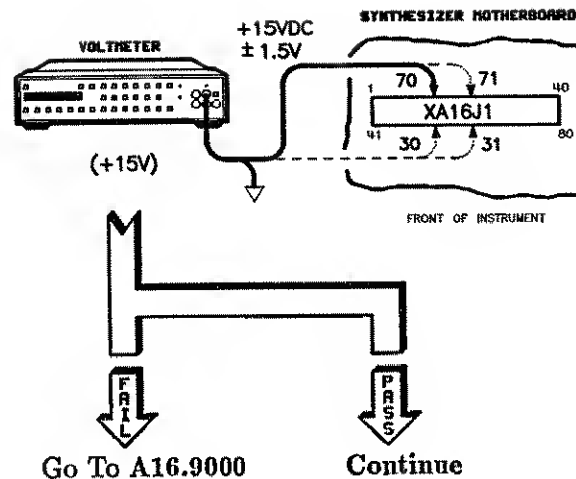 SYNTHESIZER MOTHERBOARD
+15VDC
± 1.5V
VOLTMETER
70 71
1 40
XA16J1
41 80
30 31
(+15V)
FRONT OF INSTRUMENT
FAIL
PASS
Go To A16.9000
Continue